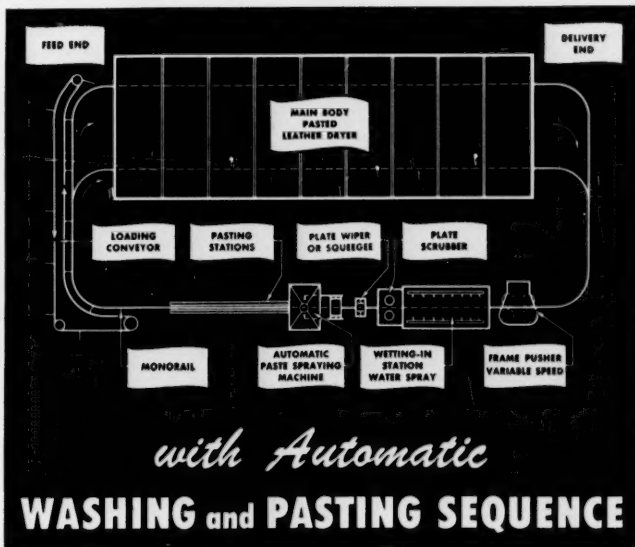 FEED END
DELIVERY
END
MAIN BODY
PASTED
LEATHER DRYER
LOADING
CONVEYOR
PASTING
STATIONS
PLATE WIPER
OR SQUEEGEE
PLATE
SCRUBBER
MONORAIL
AUTOMATIC
PASTE SPRAYING
MACHINE
WETTING-IN
STATION
WATER SPRAY
FRAME PUSHER
VARIABLE SPEED
with Automatic
WASHING and PASTING SEQUENCE